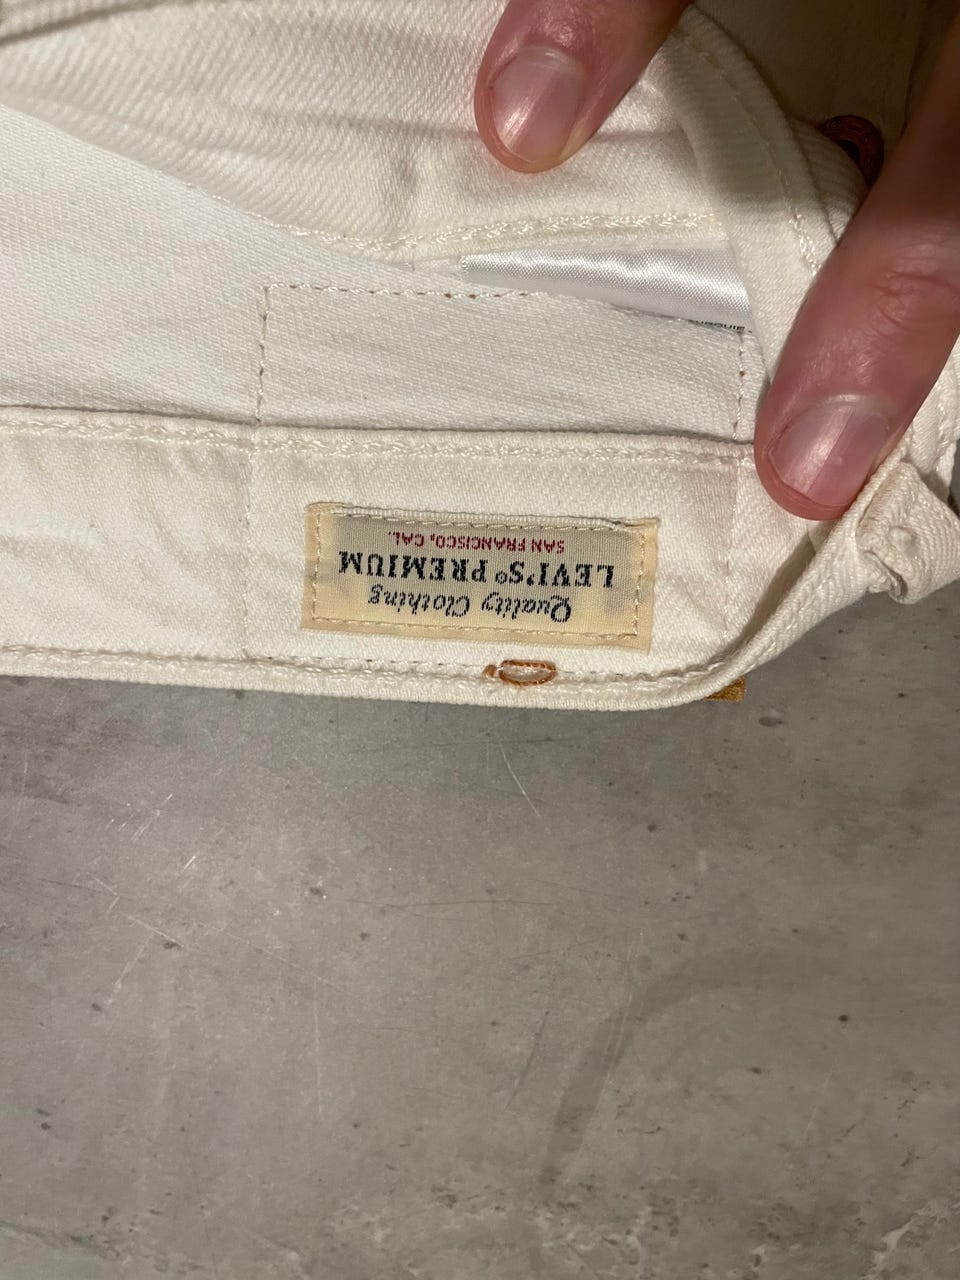 Quality Clothing
LEVI'S® PREMIUM
SAN FRANCISCO, CAL.